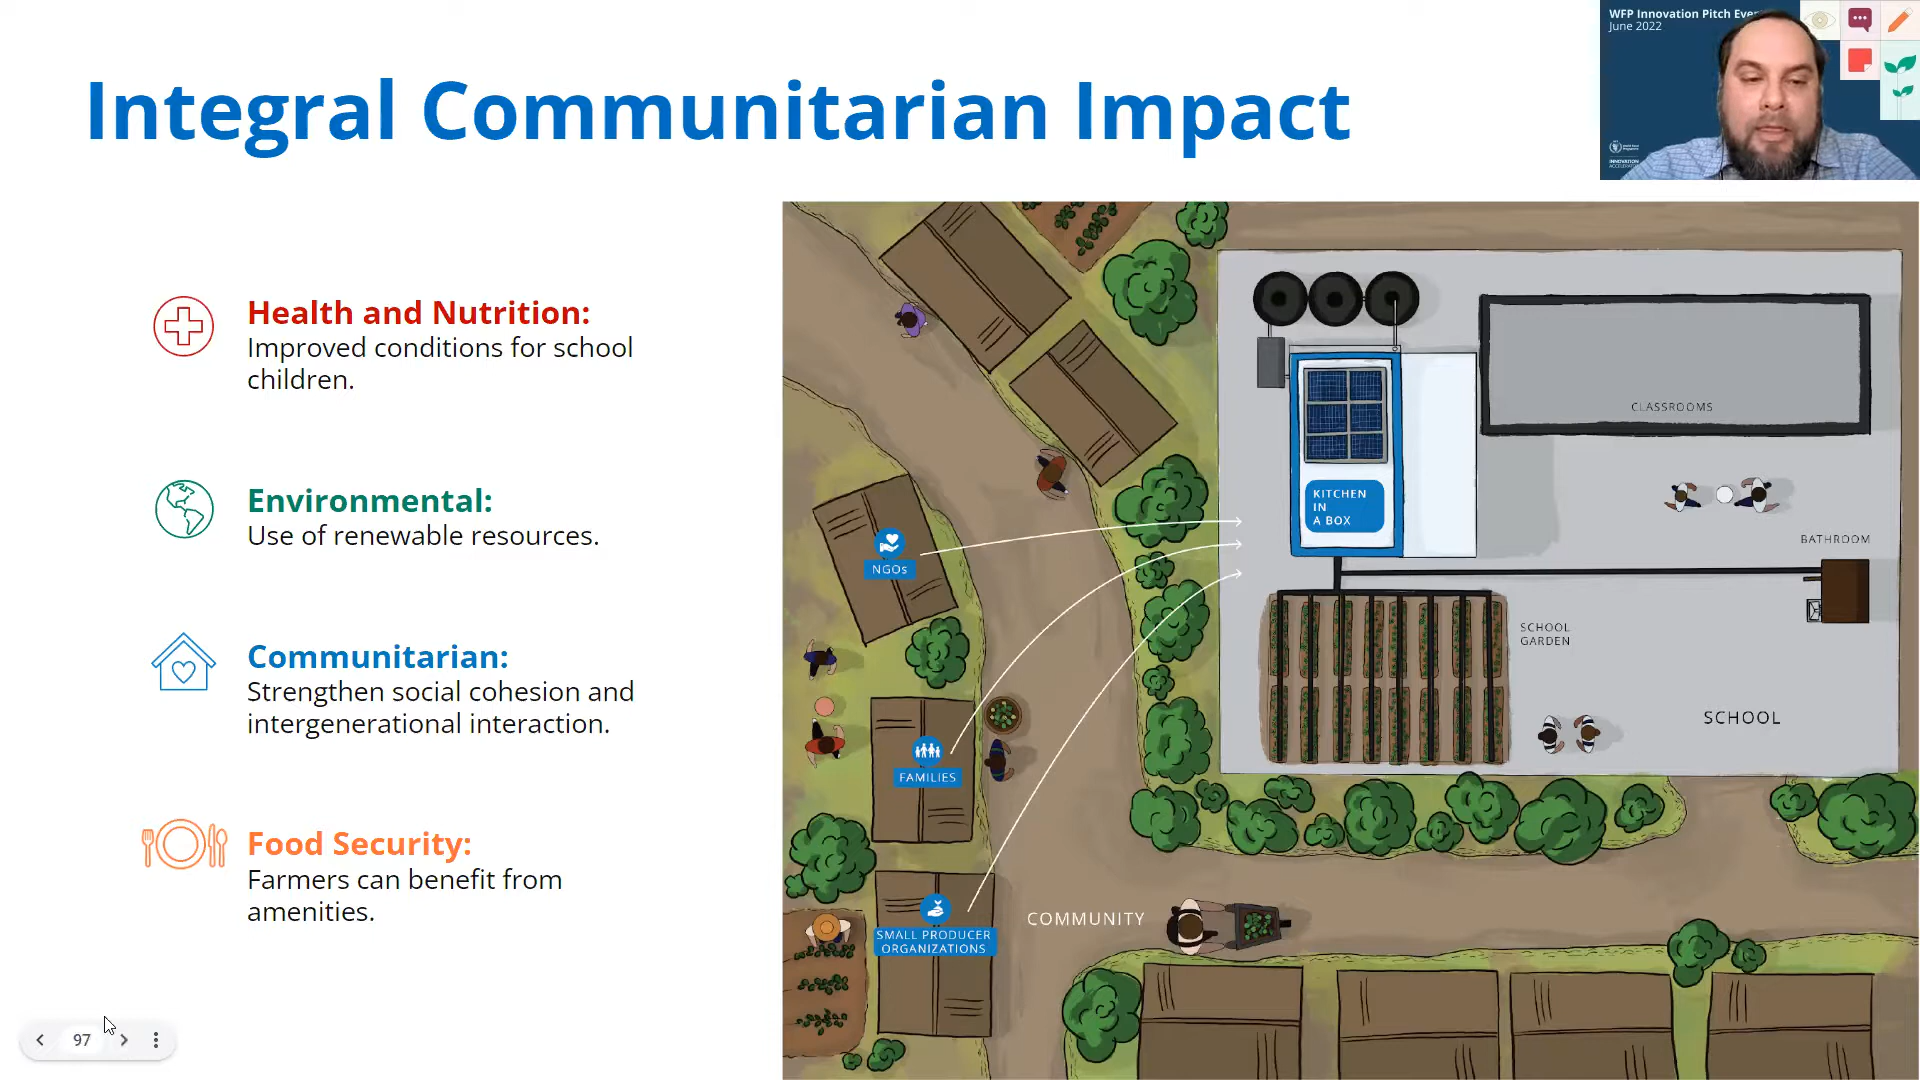 Integral Communitarian Impact
WFP Innovation Pitch
June 2022
Health and Nutrition:
Improved conditions for school
children.
Environmental:
Use of renewable resources.
Communitarian:
Strengthen social cohesion and
intergenerational interaction.
Food Security:
Farmers can benefit from
amenities.
CLASSROOMS
KITCHEN
IN
A BOX
BATHROOM
NGOs
SCHOOL
GARDEN
SCHOOL
FAMILIES
COMMUNITY
SMALL PRODUCER
ORGANIZATIONS
97
INNOVATION